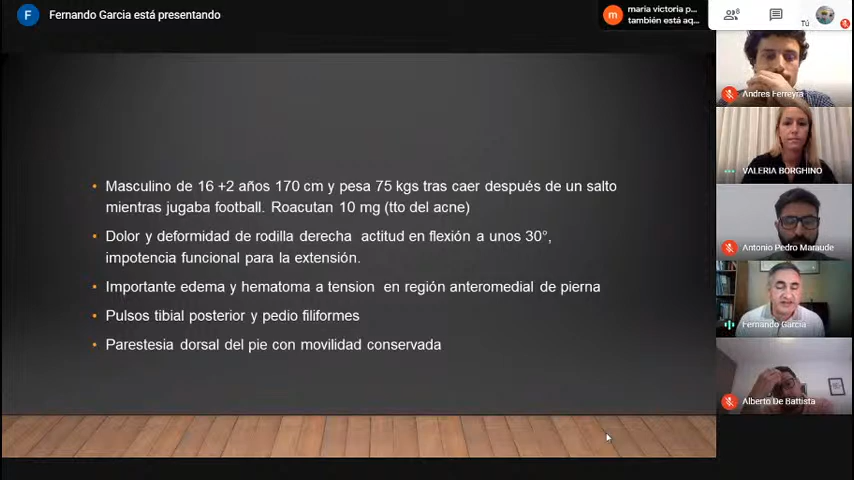 F
Fernando Garcia está presentando
m
maria victoria p...
también está aq...
8
Tú
Masculino de 16 +2 años 170 cm y pesa 75 kgs tras caer después de un salto
mientras jugaba football. Roacutan 10 mg (tto del acne)
Dolor y deformidad de rodilla derecha actitud en flexión a unos 30°,
impotencia funcional para la extensión.
Importante edema y hematoma a tension en región anteromedial de pierna
Pulsos tibial posterior y pedio filiformes
Parestesia dorsal del pie con movilidad conservada
Andres Ferreyra
VALERIA BORGHINO
Antonio Pedro Maraude
Fernando Garcia
Alberto De Battista